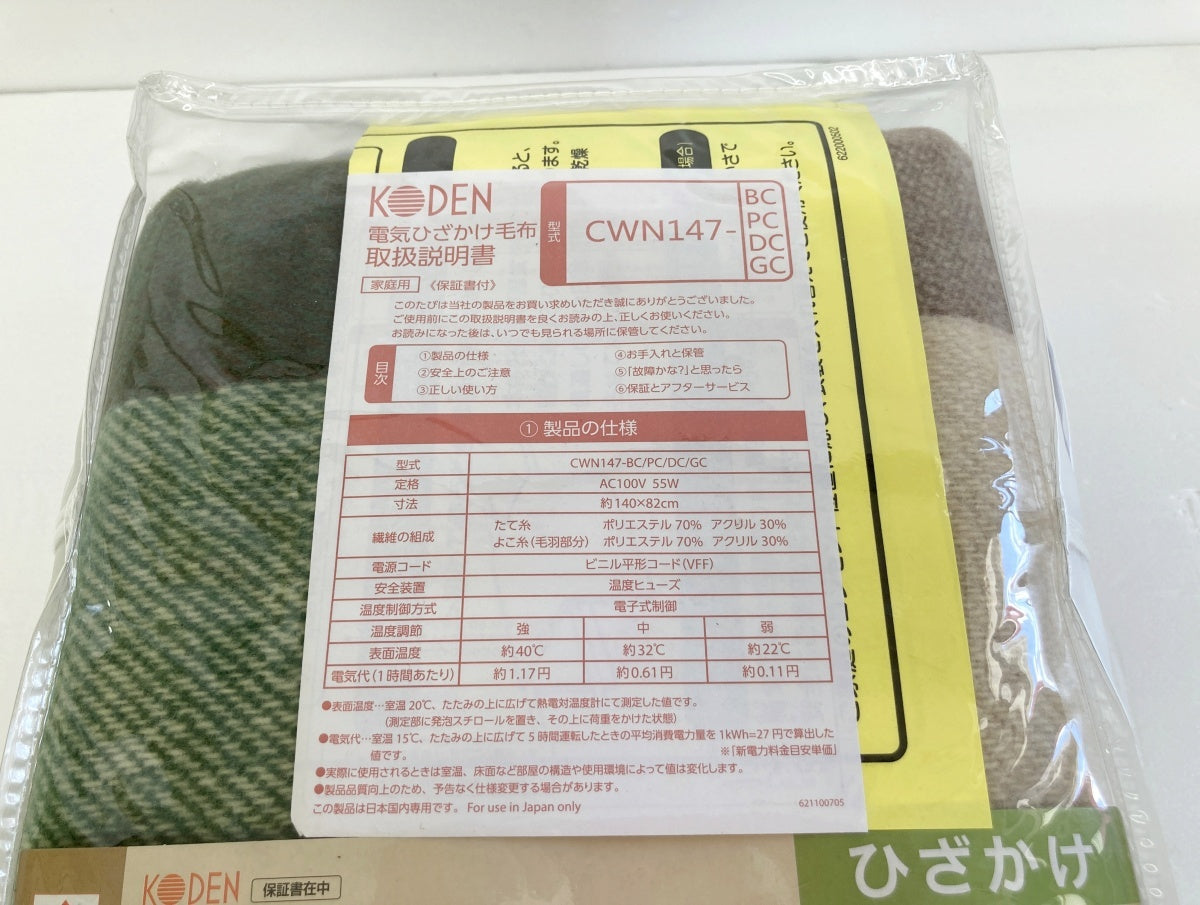 KODEN
電気ひざかけ毛布
取扱説明書
家庭用 《保証書付》
型式
CWN147-
BC
PC
DC
GC
このたびは当社の製品をお買い求めいただき誠にありがとうございました。
ご使用前にこの取扱説明書を良くお読みの上、正しくお使いください。
お読みになった後は、いつでも見られる場所に保管してください。
目次
①製品の仕様
②安全上のご注意
③正しい使い方
④お手入れと保管
⑤「故障かな?」と思ったら
⑥保証とアフターサービス
① 製品の仕様
型式 CWN147-BC/PC/DC/GC
定格 AC100V 55W
寸法 約140×82cm
繊維の組成
たて糸 ポリエステル 70% アクリル 30%
よこ糸(毛羽部分) ポリエステル 70% アクリル 30%
電源コード ビニル平形コード(VFF)
安全装置 温度ヒューズ
温度制御方式 電子式制御
温度調節 強 中 弱
表面温度 約40℃ 約32℃ 約22℃
電気代(1時間あたり) 約1.17円 約0.61円 約0.11円
●表面温度…室温 20℃、たたみの上に広げて熱電対温度計にて測定した値です。
(測定部に発泡スチロールを置き、その上に荷重をかけた状態)
●電気代…室温 15℃、たたみの上に広げて 5 時間運転したときの平均消費電力量を 1kWh=27 円で算出した
値です。 ※「新電力料金目安単価」
●実際に使用されるときは室温、床面など部屋の構造や使用環境によって値は変化します。
●製品品質向上のため、予告なく仕様変更する場合があります。
この製品は日本国内専用です。 For use in Japan only
621100705
622000502
ると、
ます。
乾燥
場合)
さで
ださい。
KODEN 保証書在中
ひざかけ